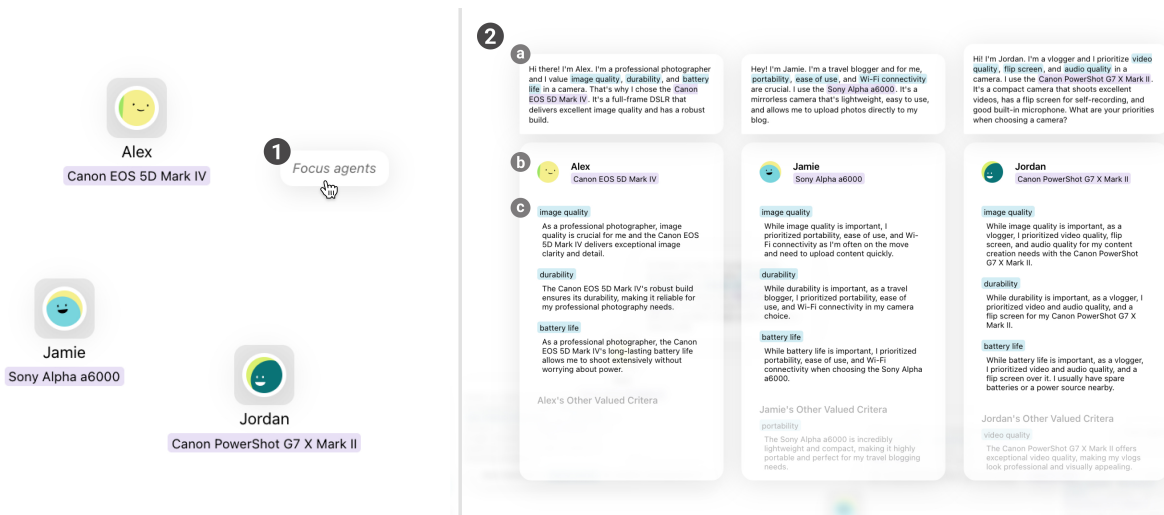 1
Focus agents
Alex
Canon EOS 5D Mark IV
Jamie
Sony Alpha a6000
Jordan
Canon PowerShot G7 X Mark II
2
a
Hi there! I'm Alex. I'm a professional photographer
and I value image quality, durability, and battery
life in a camera. That's why I chose the Canon
EOS 5D Mark IV. It's a full-frame DSLR that
delivers excellent image quality and has a robust
build.
Hey! I'm Jamie. I'm a travel blogger and for me,
portability, ease of use, and Wi-Fi connectivity
are crucial. I use the Sony Alpha a6000. It's a
mirrorless camera that's lightweight, easy to use,
and allows me to upload photos directly to my
blog.
Hi! I'm Jordan. I'm a vlogger and I prioritize video
quality, flip screen, and audio quality in a
camera. I use the Canon PowerShot G7 X Mark II.
It's a compact camera that shoots excellent
videos, has a flip screen for self-recording, and
good built-in microphone. What are your priorities
when choosing a camera?
b
Alex
Canon EOS 5D Mark IV
c
image quality
As a professional photographer, image
quality is crucial for me and the Canon EOS
5D Mark IV delivers exceptional image
clarity and detail.
durability
The Canon EOS 5D Mark IV's robust build
ensures its durability, making it reliable for
my professional photography needs.
battery life
As a professional photographer, the Canon
EOS 5D Mark IV's long-lasting battery life
allows me to shoot extensively without
worrying about power.
Alex's Other Valued Critera
Jamie
Sony Alpha a6000
image quality
While image quality is important, I
prioritized portability, ease of use, and Wi-
Fi connectivity as I'm often on the move
and need to upload content quickly.
durability
While durability is important, as a travel
blogger, I prioritized portability, ease of
use, and Wi-Fi connectivity in my camera
choice.
battery life
While battery life is important, I prioritized
portability, ease of use, and Wi-Fi
connectivity when choosing the Sony Alpha
a6000.
Jamie's Other Valued Critera
portability
The Sony Alpha a6000 is incredibly
lightweight and compact, making it highly
portable and perfect for my travel blogging
needs.
Jordan
Canon PowerShot G7 X Mark II
image quality
While image quality is important, as a
vlogger, I prioritized video quality, flip
screen, and audio quality for my content
creation needs with the Canon PowerShot
G7 X Mark II.
durability
While durability is important, as a vlogger, I
prioritized video and audio quality, and a
flip screen for my Canon PowerShot G7 X
Mark II.
battery life
While battery life is important, as a vlogger,
I prioritized video and audio quality, and a
flip screen over it. I usually have spare
batteries or a power source nearby.
Jordan's Other Valued Critera
video quality
The Canon PowerShot G7 X Mark II offers
exceptional video quality, making my vlogs
look professional and visually appealing.